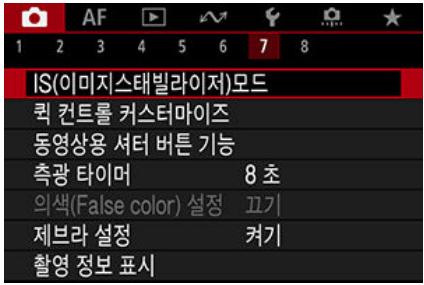 AF
1 2 3 4 5 6 7 8
IS(이미지스태빌라이저)모드
퀵 컨트롤 커스터마이즈
동영상용 셔터 버튼 기능
측광 타이머 8 초
의색(False color) 설정 끄기
제브라 설정 켜기
촬영 정보 표시